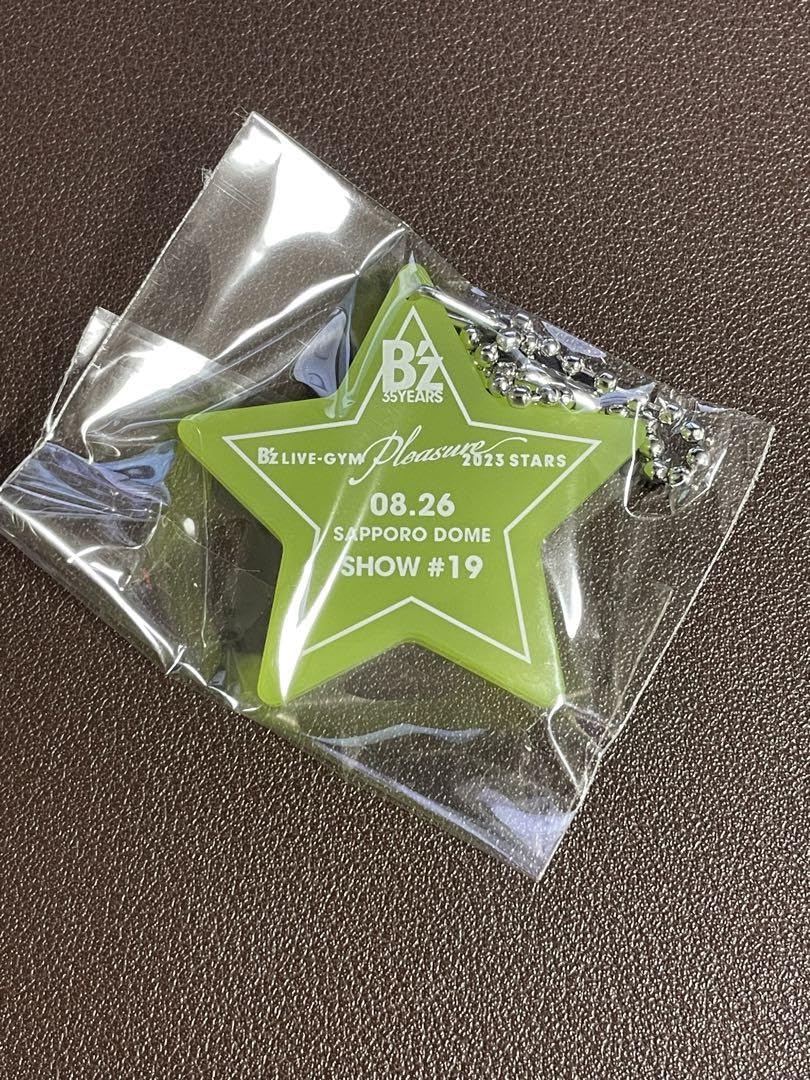 B'z
35YEARS
B'z LIVE-GYM Pleasure 2023 STARS
08.26
SAPPORO DOME
SHOW #19